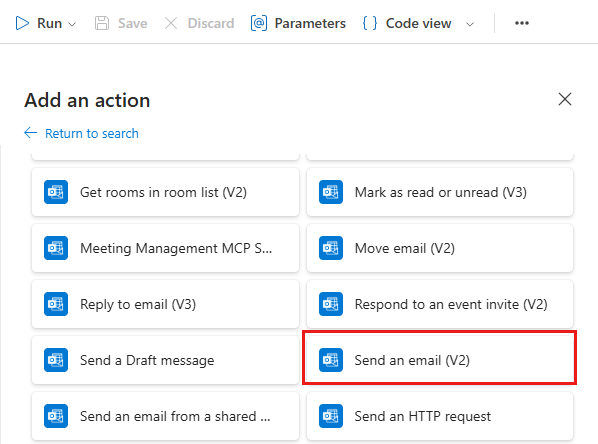 Run Save Discard Parameters Code view
Add an action
Return to search
Get rooms in room list (V2) Mark as read or unread (V3)
Meeting Management MCP S... Move email (V2)
Reply to email (V3) Respond to an event invite (V2)
Send a Draft message Send an email (V2)
Send an email from a shared ... Send an HTTP request